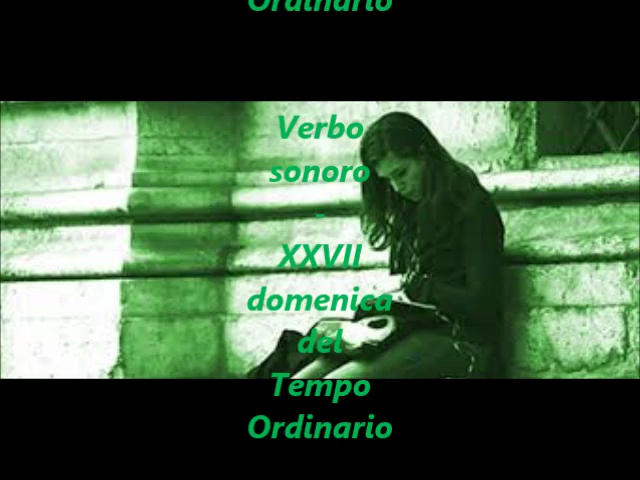 Ordinario
Verbo
sonoro
-
XXVII
domenica
del
Tempo
Ordinario